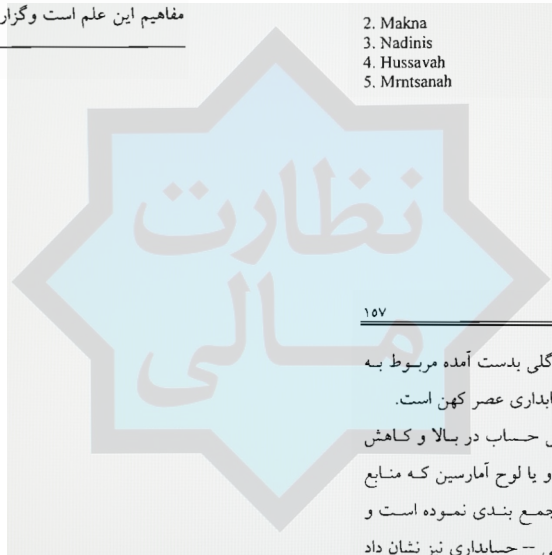 مفاهیم این علم است وگزار
2. Makna
3. Nadinis
4. Hussavah
5. Mrntsanah
نظارت
مالی
۱۵۷
گلی بدست آمده مربوط به
ابداری عصر کهن است.
حساب در بالا و کاهش
و یا لوح آمارسین که منابع
جمع بندی نموده است و
-- حسابداری نیز نشان داد